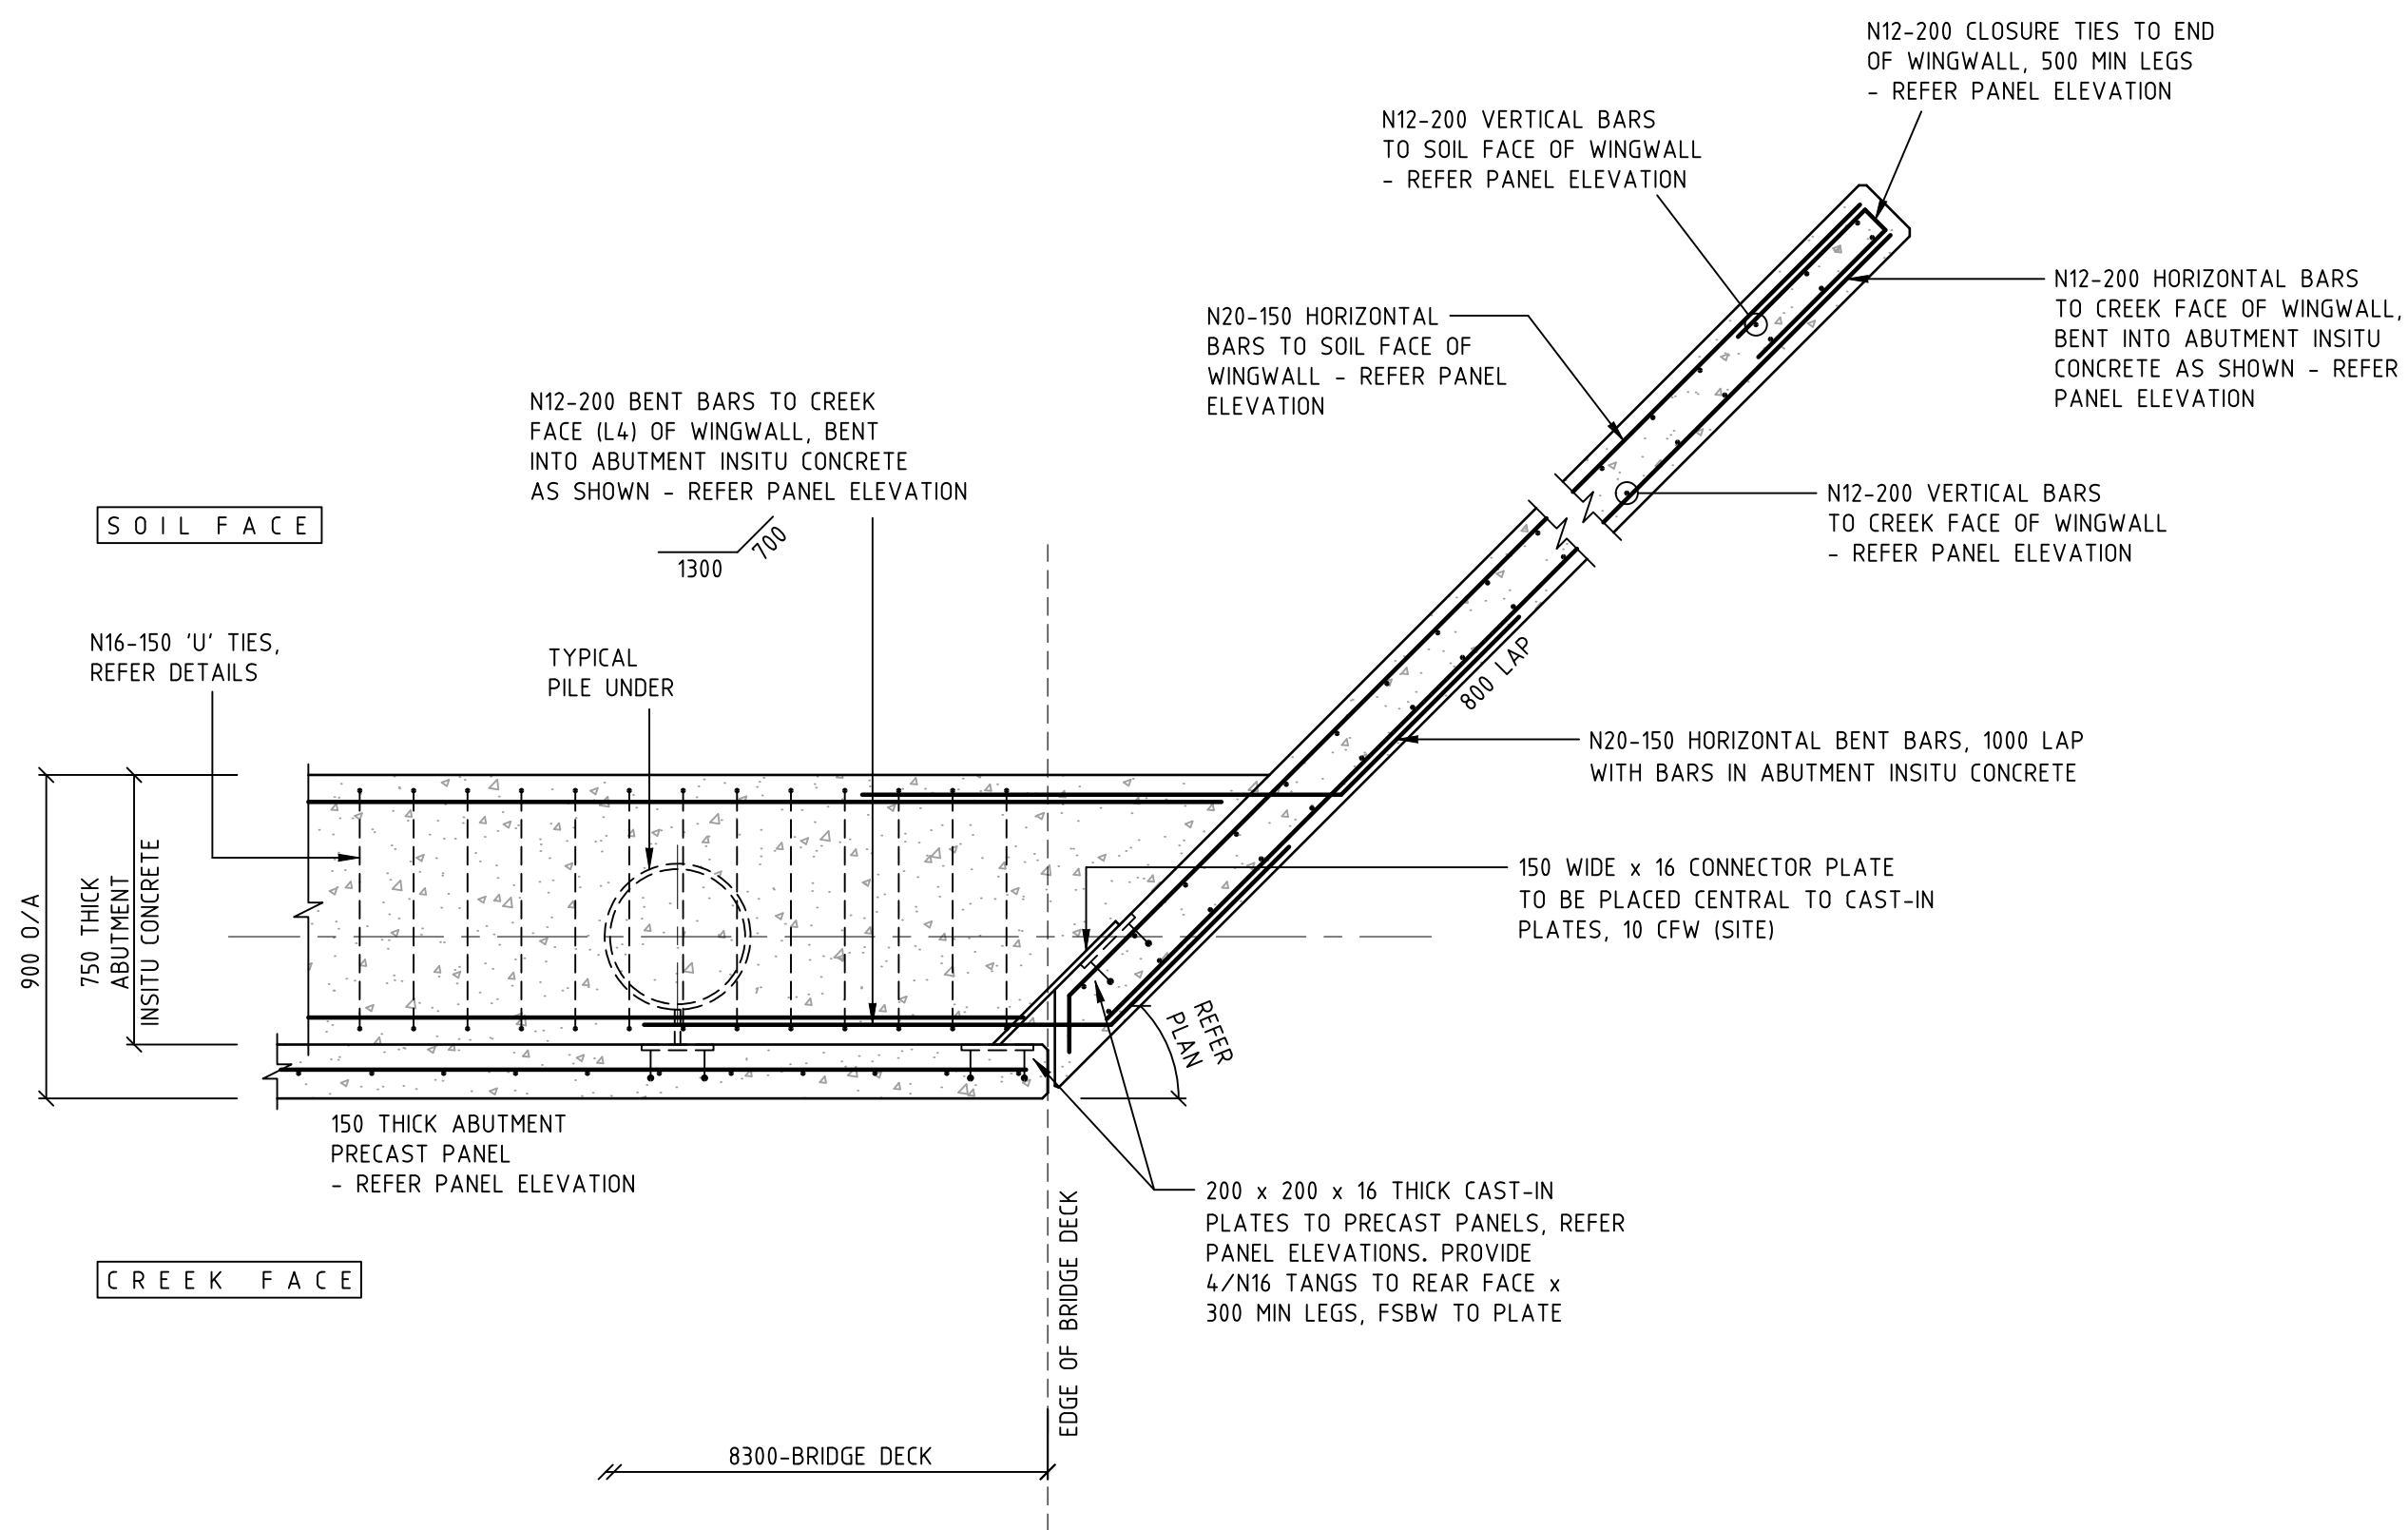 N12-200 CLOSURE TIES TO END
OF WINGWALL, 500 MIN LEGS
- REFER PANEL ELEVATION
N12-200 VERTICAL BARS
TO SOIL FACE OF WINGWALL
- REFER PANEL ELEVATION
N12-200 HORIZONTAL BARS
TO CREEK FACE OF WINGWALL,
BENT INTO ABUTMENT INSITU
CONCRETE AS SHOWN - REFER
PANEL ELEVATION
N20-150 HORIZONTAL
BARS TO SOIL FACE OF
WINGWALL - REFER PANEL
ELEVATION
N12-200 BENT BARS TO CREEK
FACE (L4) OF WINGWALL, BENT
INTO ABUTMENT INSITU CONCRETE
AS SHOWN - REFER PANEL ELEVATION
1300
700
SOIL FACE
N12-200 VERTICAL BARS
TO CREEK FACE OF WINGWALL
- REFER PANEL ELEVATION
N16-150 'U' TIES,
REFER DETAILS
TYPICAL
PILE UNDER
800 LAP
N20-150 HORIZONTAL BENT BARS, 1000 LAP
WITH BARS IN ABUTMENT INSITU CONCRETE
900 O/A
750 THICK
ABUTMENT
INSITU CONCRETE
150 WIDE x 16 CONNECTOR PLATE
TO BE PLACED CENTRAL TO CAST-IN
PLATES, 10 CFW (SITE)
REFER
PLAN
150 THICK ABUTMENT
PRECAST PANEL
- REFER PANEL ELEVATION
200 x 200 x 16 THICK CAST-IN
PLATES TO PRECAST PANELS, REFER
PANEL ELEVATIONS. PROVIDE
4/N16 TANGS TO REAR FACE x
300 MIN LEGS, FSBW TO PLATE
CREEK FACE
EDGE OF BRIDGE DECK
8300-BRIDGE DECK